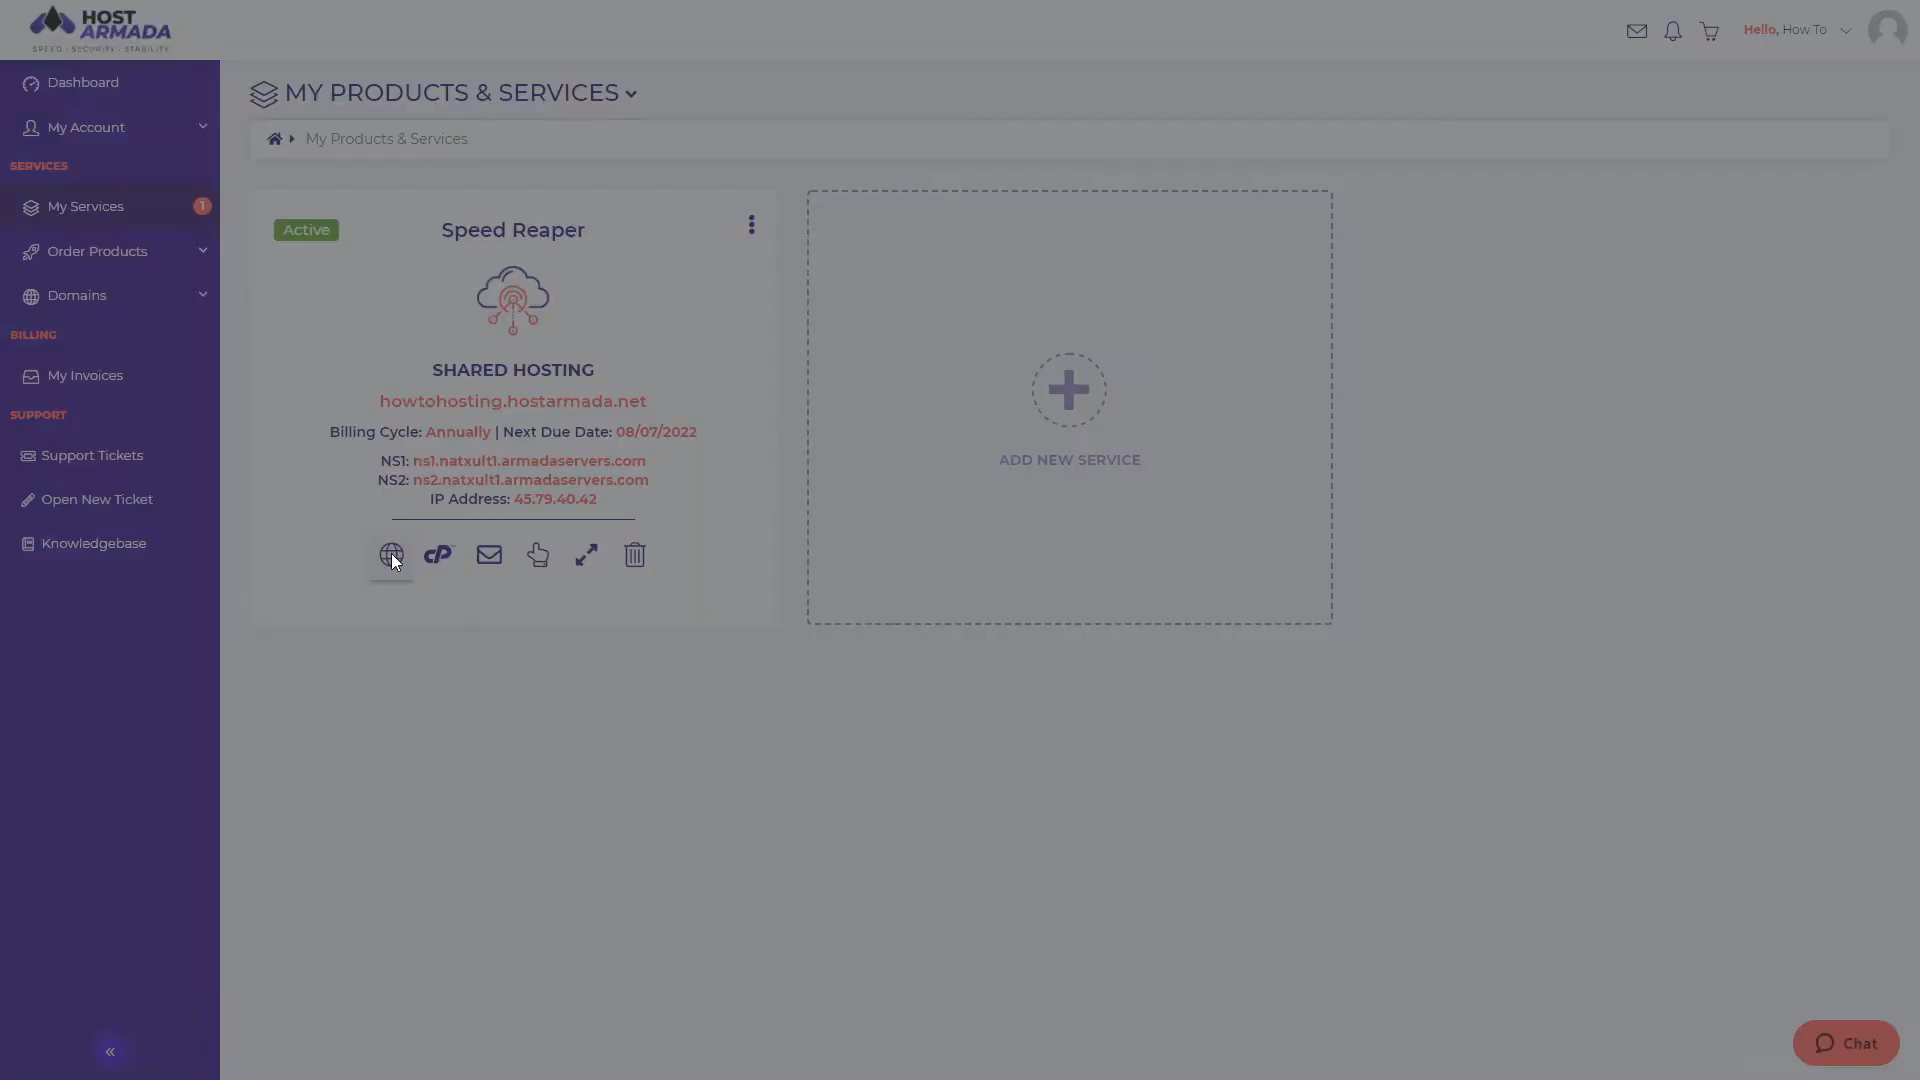 HOST
ARMADA
SPEED · SECURITY · STABILITY
Hello, How To
Dashboard
My Account
SERVICES
My Services
1
Order Products
Domains
BILLING
My Invoices
SUPPORT
Support Tickets
Open New Ticket
Knowledgebase
MY PRODUCTS & SERVICES
My Products & Services
Active
Speed Reaper
SHARED HOSTING
howtohosting.hostarmada.net
Billing Cycle: Annually | Next Due Date: 08/07/2022
NS1: ns1.natxult1.armadaservers.com
NS2: ns2.natxult1.armadaservers.com
IP Address: 45.79.40.42
cP
ADD NEW SERVICE
Chat